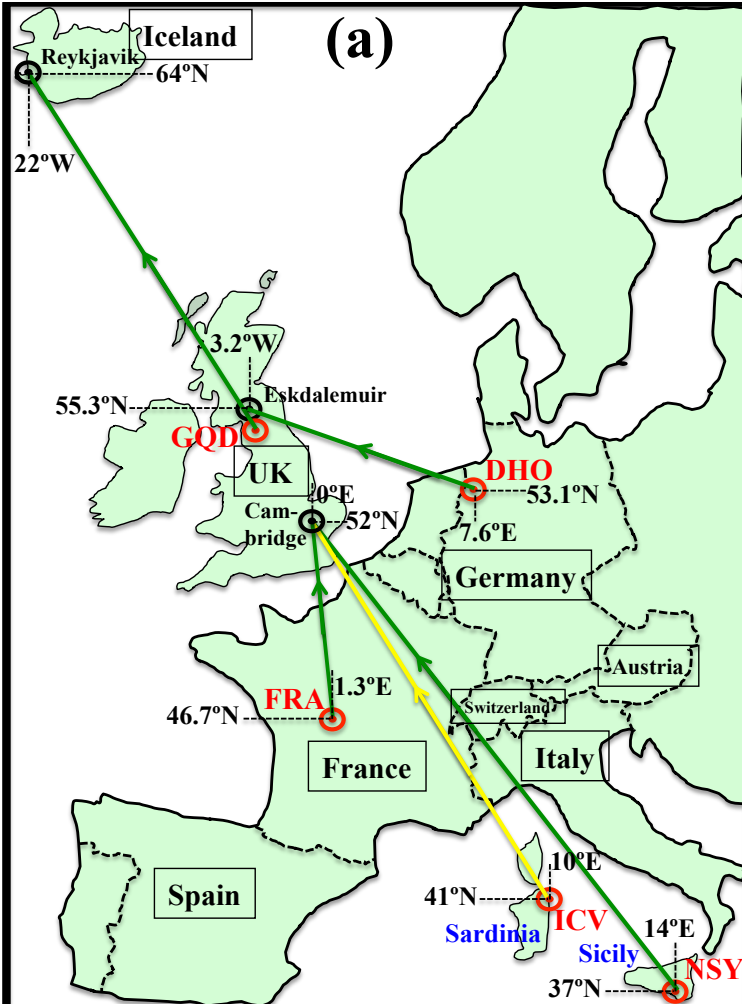 (a)
Iceland
Reykjavik
64ºN
22ºW
3.2ºW
55.3ºN
Eskdalemuir
GQD
UK
DHO
0ºE
53.1ºN
Cam-
bridge
52ºN
7.6ºE
Germany
Austria
1.3ºE
FRA
Switzerland
46.7ºN
Italy
France
10ºE
Spain
41ºN
ICV
Sardinia
14ºE
Sicily
NSY
37ºN